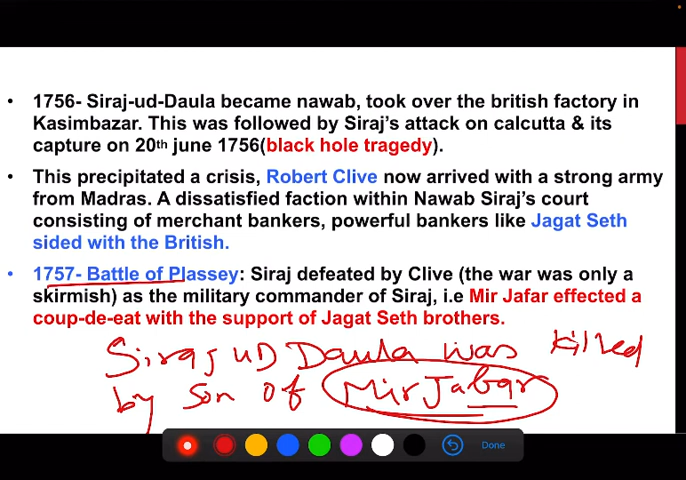 • 1756- Siraj-ud-Daula became nawab, took over the british factory in
Kasimbazar. This was followed by Siraj's attack on calcutta & its
capture on 20th june 1756(black hole tragedy).
• This precipitated a crisis, Robert Clive now arrived with a strong army
from Madras. A dissatisfied faction within Nawab Siraj's court
consisting of merchant bankers, powerful bankers like Jagat Seth
sided with the British.
• 1757- Battle of Plassey: Siraj defeated by Clive (the war was only a
skirmish) as the military commander of Siraj, i.e Mir Jafar effected a
coup-de-eat with the support of Jagat Seth brothers.
Siraj uD Daula was killed
by son of Mir Jabar
Done